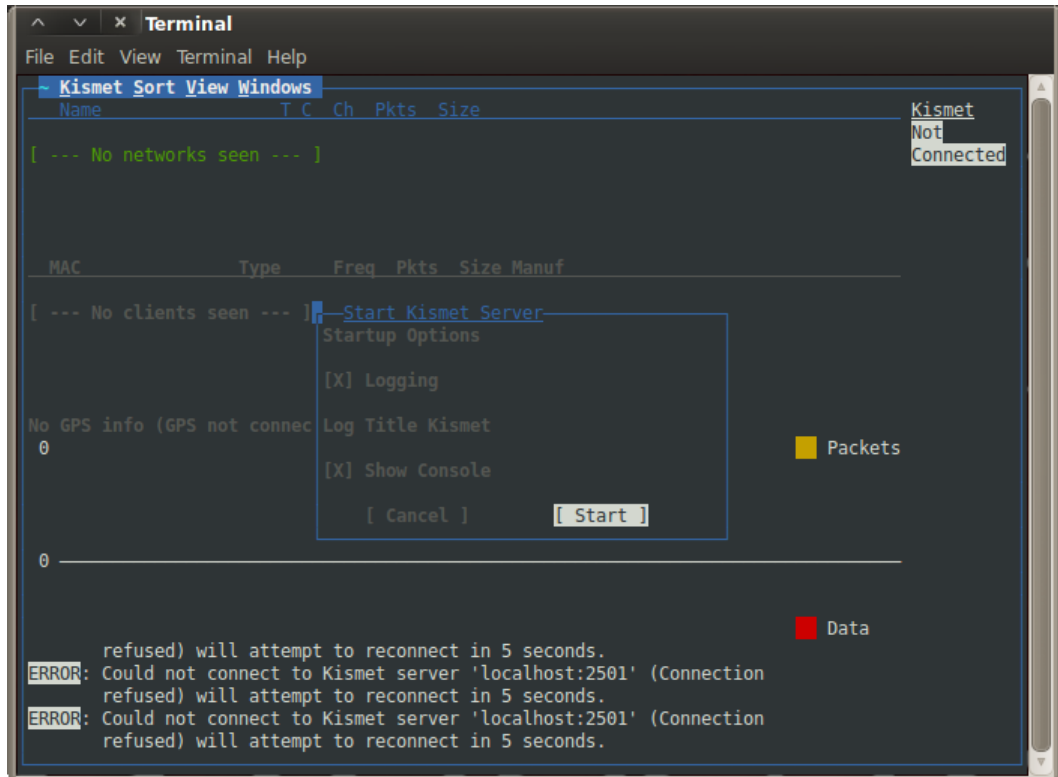 Terminal
File Edit View Terminal Help
~ Kismet Sort View Windows
Name T C Ch Pkts Size
Kismet
Not
Connected
[ --- No networks seen --- ]
MAC Type Freq Pkts Size Manuf
[ --- No clients seen --- ]
Start Kismet Server
Startup Options
[X] Logging
No GPS info (GPS not connec
Log Title Kismet
0
Packets
[X] Show Console
[ Cancel ] [ Start ]
0
Data
refused) will attempt to reconnect in 5 seconds.
ERROR: Could not connect to Kismet server 'localhost:2501' (Connection
refused) will attempt to reconnect in 5 seconds.
ERROR: Could not connect to Kismet server 'localhost:2501' (Connection
refused) will attempt to reconnect in 5 seconds.